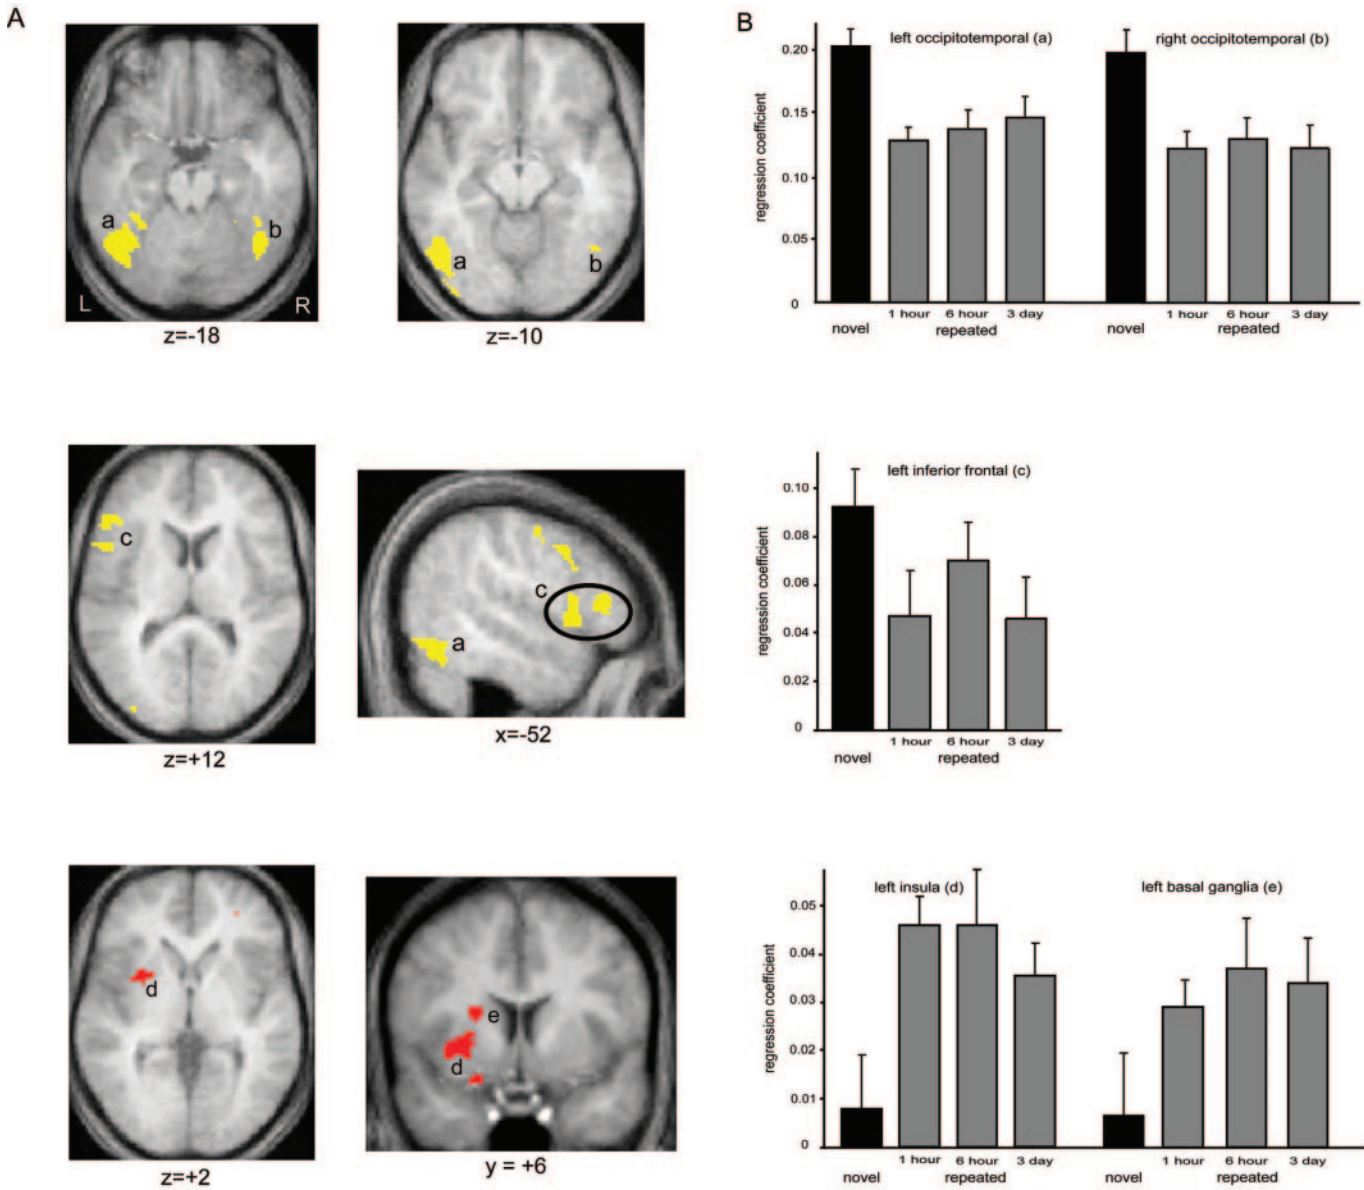 A
a
b
L
R
z=-18
a
b
z=-10
c
z=+12
c
a
x=-52
d
z=+2
e
d
y = +6
B
left occipitotemporal (a)
right occipitotemporal (b)
regression coefficient
0.20
0.15
0.10
0.05
0
1 hour 6 hour 3 day
novel repeated
1 hour 6 hour 3 day
novel repeated
left inferior frontal (c)
regression coefficient
0.10
0.08
0.06
0.04
0.02
0
1 hour 6 hour 3 day
novel repeated
left insula (d)
left basal ganglia (e)
regression coefficient
0.05
0.04
0.03
0.02
0.01
0
1 hour 6 hour 3 day
novel repeated
1 hour 6 hour 3 day
novel repeated